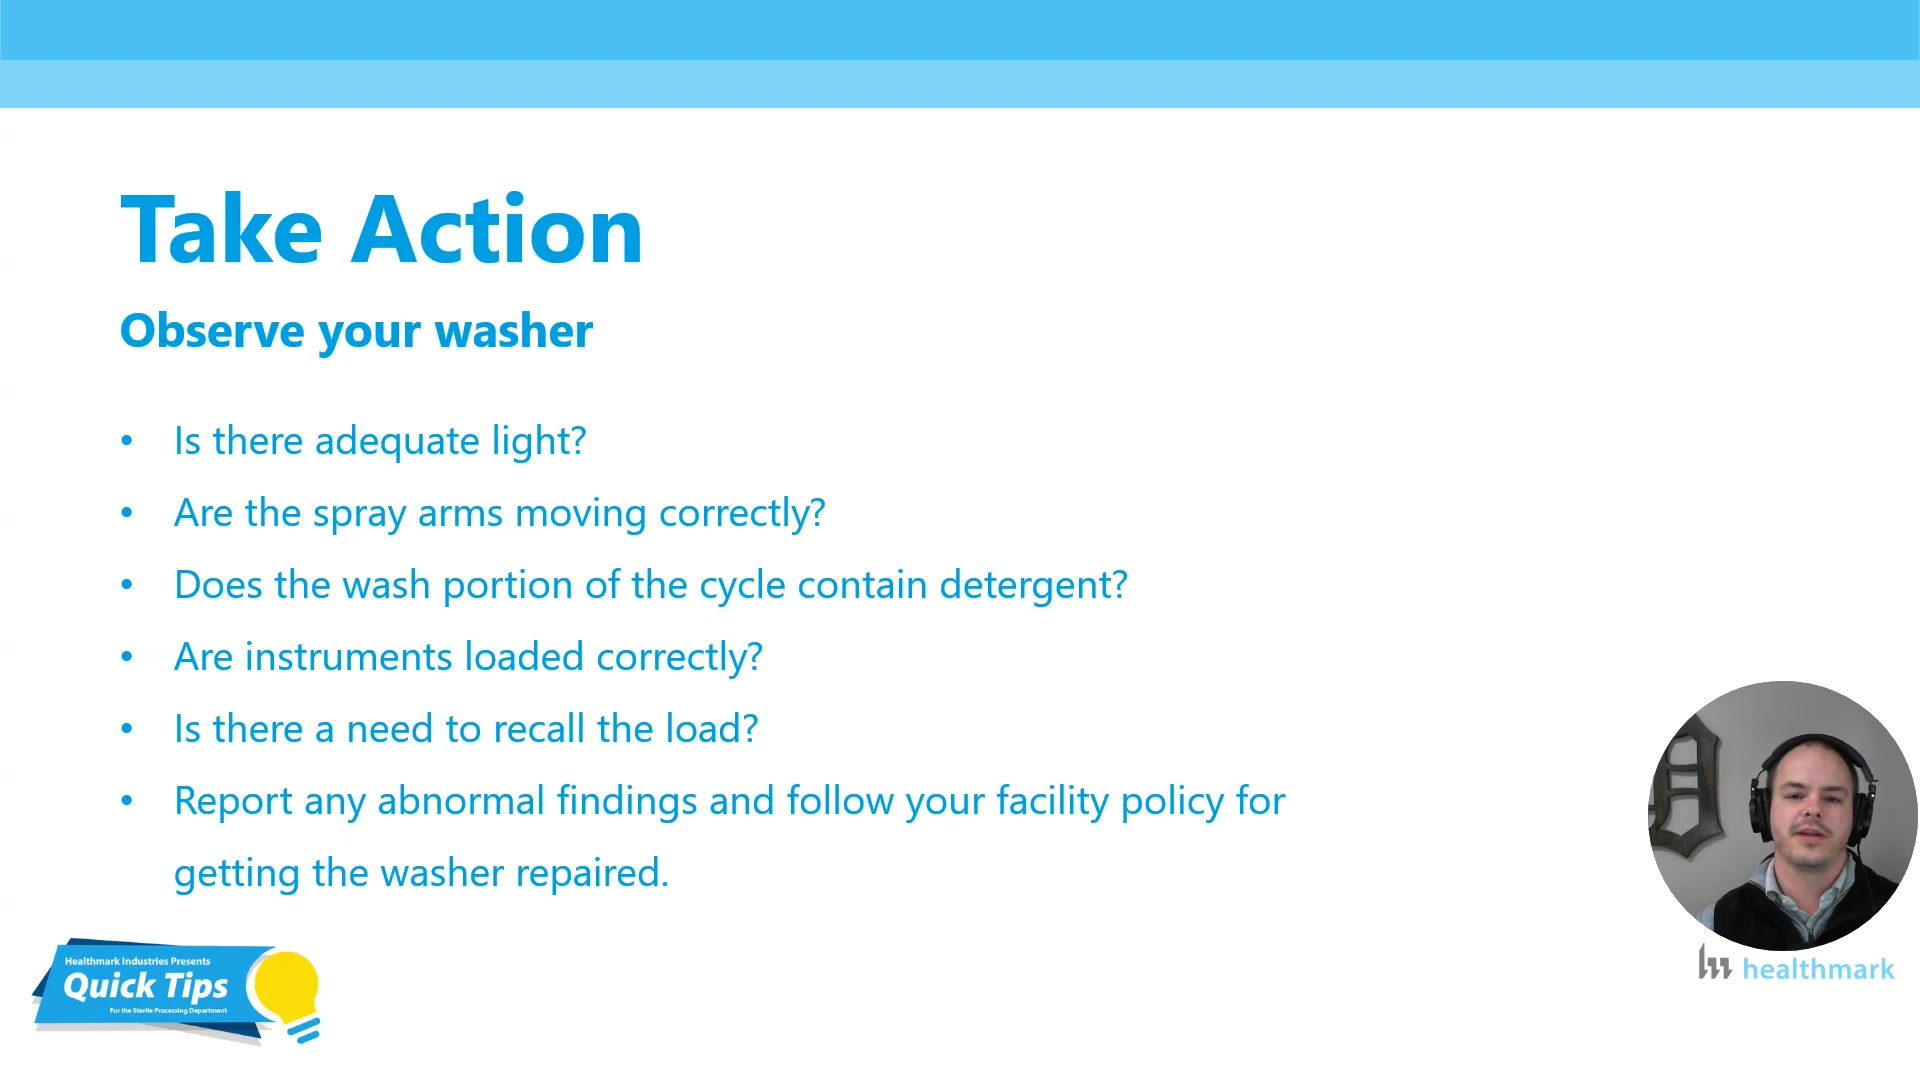 Take Action
Observe your washer
• Is there adequate light?
• Are the spray arms moving correctly?
• Does the wash portion of the cycle contain detergent?
• Are instruments loaded correctly?
• Is there a need to recall the load?
• Report any abnormal findings and follow your facility policy for
getting the washer repaired.
Healthmark Industries Presents
Quick Tips
For the Sterile Processing Department
healthmark